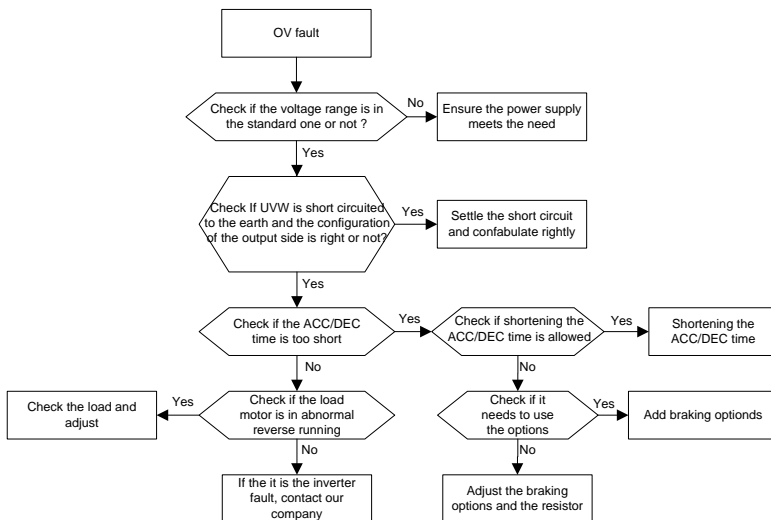 OV fault
Check if the voltage range is in
the standard one or not ?
No
Ensure the power supply
meets the need
Yes
Check If UVW is short circuited
to the earth and the configuration
of the output side is right or not?
Yes
Settle the short circuit
and confabulate rightly
Yes
Check if the ACC/DEC
time is too short
Yes
Check if shortening the
ACC/DEC time is allowed
Yes
Shortening the
ACC/DEC time
No
No
Check the load and
adjust
Yes
Check if the load
motor is in abnormal
reverse running
Check if it
needs to use
the options
Yes
Add braking optionds
No
No
If the it is the inverter
fault, contact our
company
Adjust the braking
options and the resistor